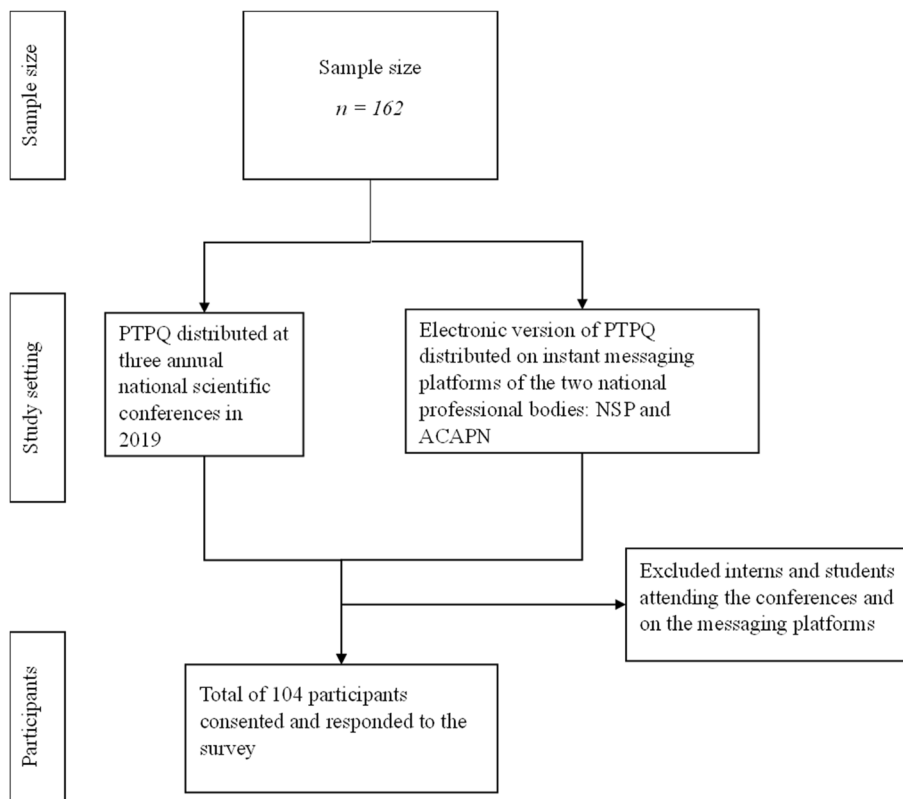 Sample size
Sample size
n = 162
Study setting
PTPQ distributed at
three annual
national scientific
conferences in
2019
Electronic version of PTPQ
distributed on instant messaging
platforms of the two national
professional bodies: NSP and
ACAPN
Excluded interns and students
attending the conferences and
on the messaging platforms
Participants
Total of 104 participants
consented and responded to the
survey